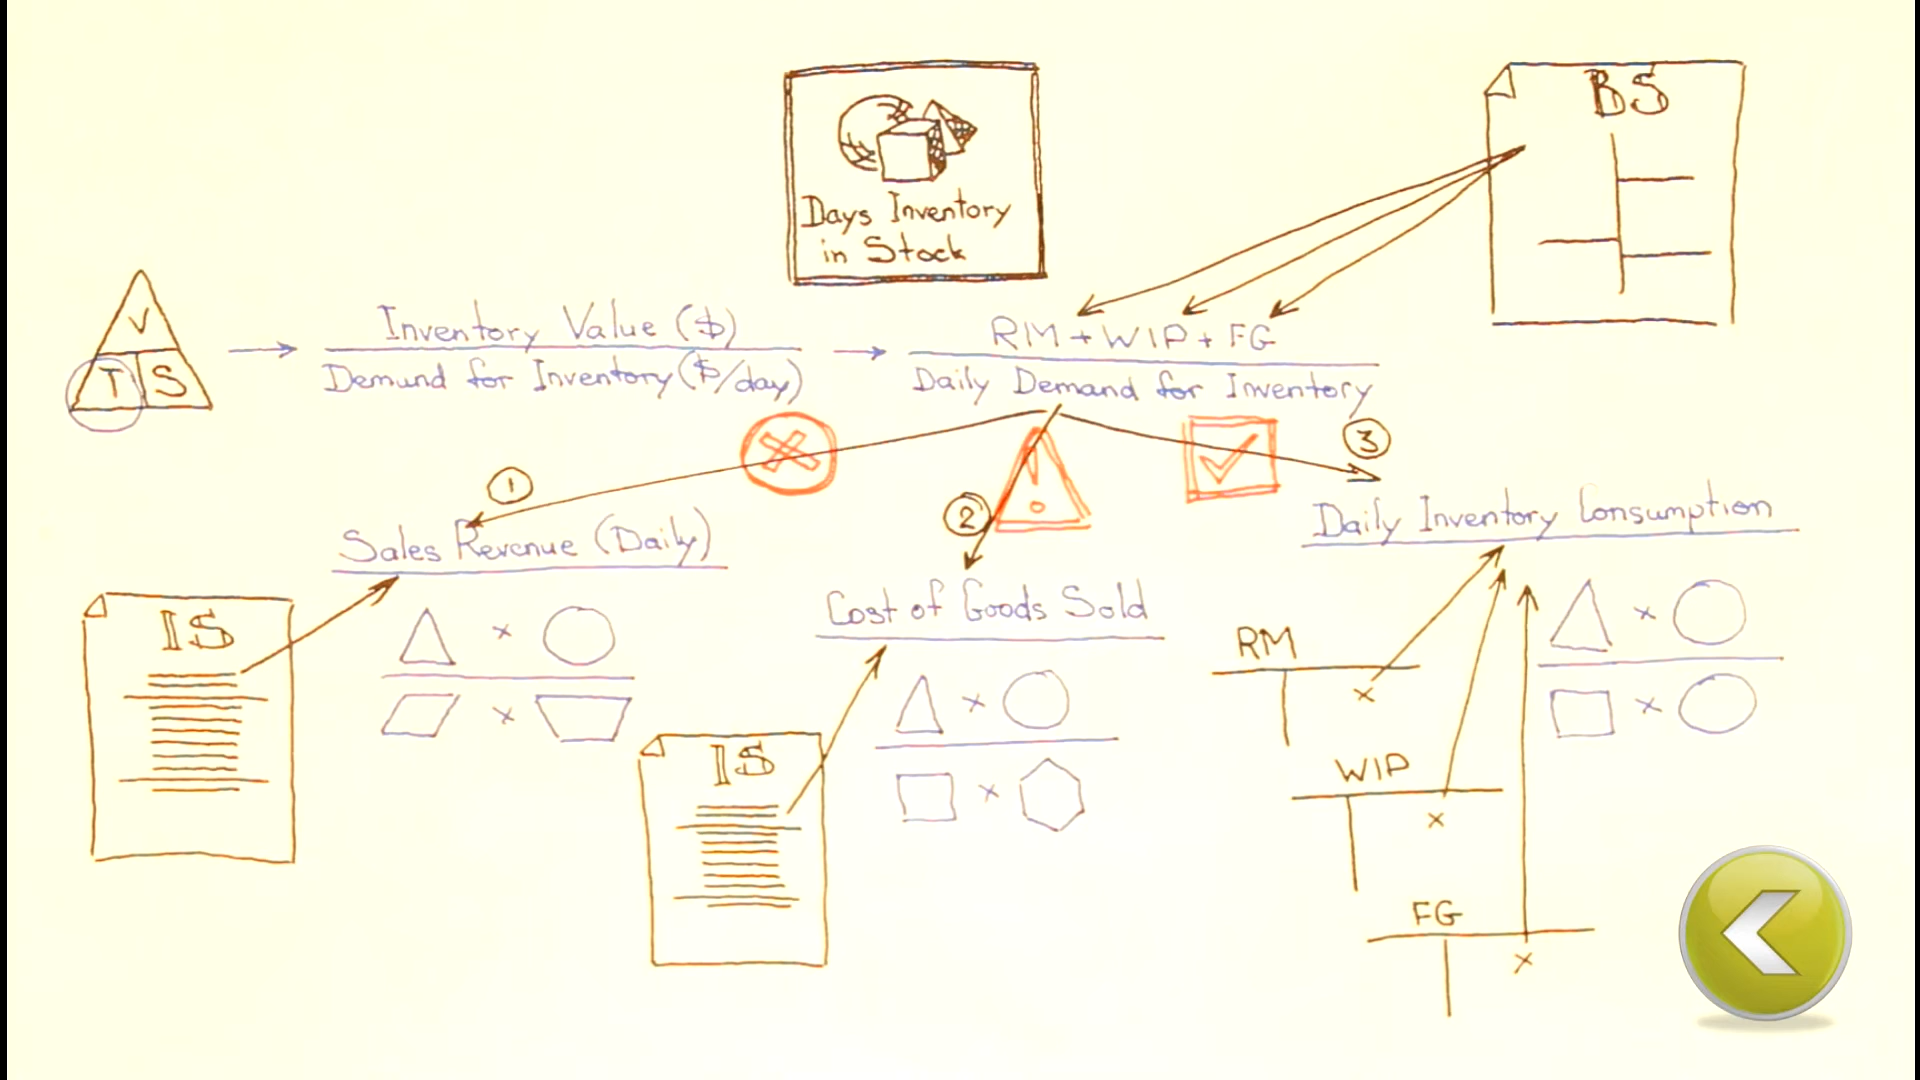 Days Inventory
in Stock
BS
V
T S
Inventory Value ($)
Demand for Inventory ($/day)
RM + WIP + FG
Daily Demand for Inventory
1
2
3
Sales Revenue (Daily)
Cost of Goods Sold
Daily Inventory Consumption
IS
x
x
IS
x
x
RM
x
WIP
x
FG
x
x
x